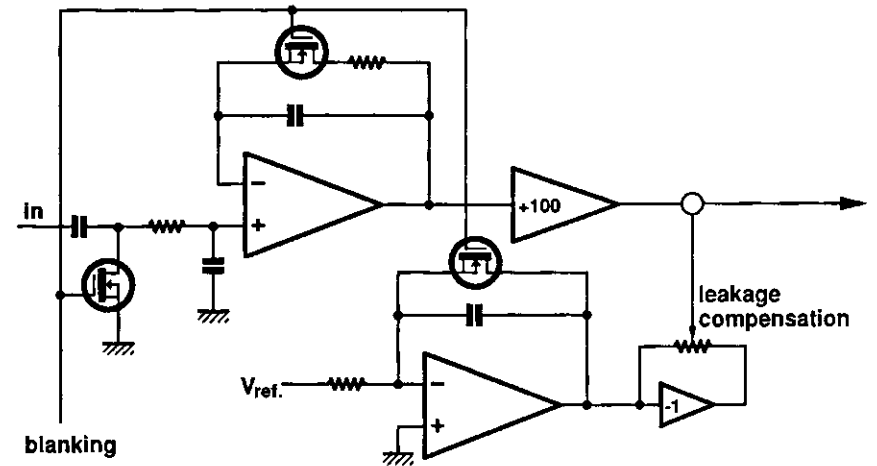 in
−
+
+100
leakage
compensation
Vref.
−
+
-1
blanking